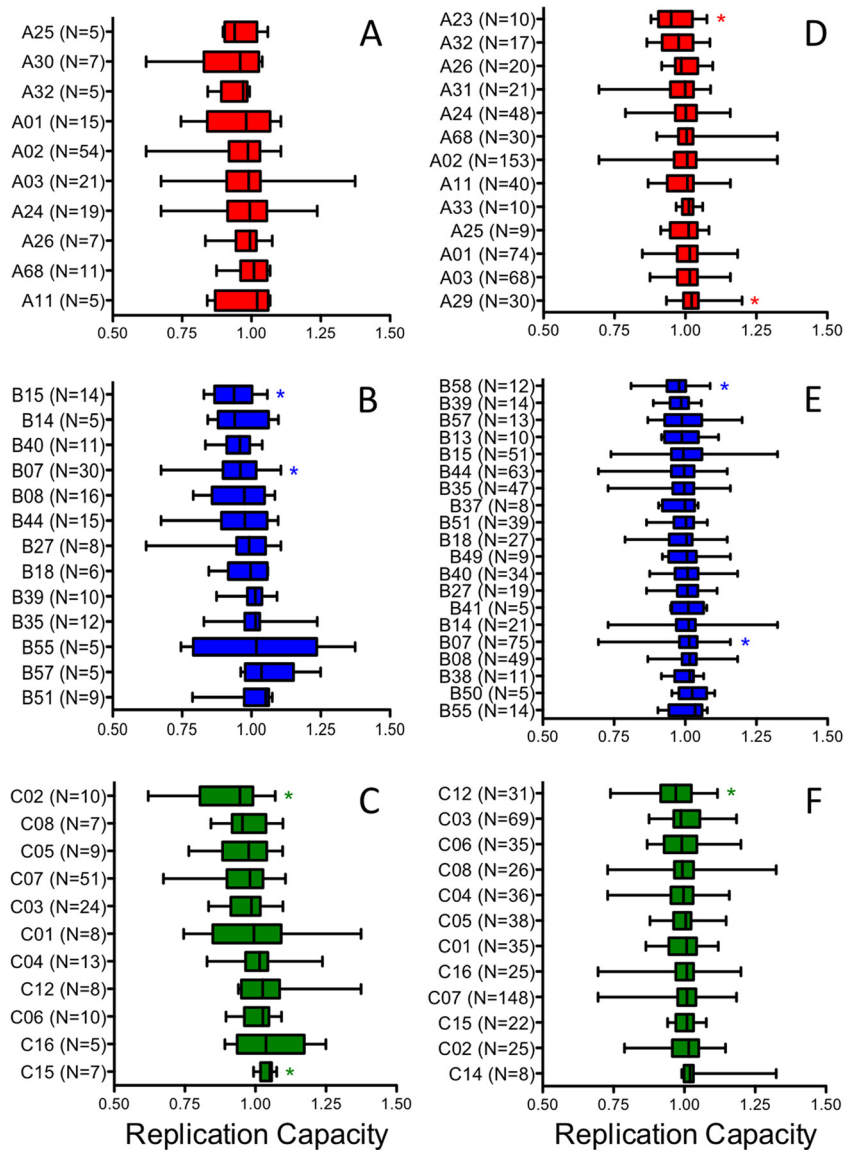 A
A25 (N=5)
A30 (N=7)
A32 (N=5)
A01 (N=15)
A02 (N=54)
A03 (N=21)
A24 (N=19)
A26 (N=7)
A68 (N=11)
A11 (N=5)
0.50 0.75 1.00 1.25 1.50
D
A23 (N=10) *
A32 (N=17)
A26 (N=20)
A31 (N=21)
A24 (N=48)
A68 (N=30)
A02 (N=153)
A11 (N=40)
A33 (N=10)
A25 (N=9)
A01 (N=74)
A03 (N=68)
A29 (N=30) *
0.50 0.75 1.00 1.25 1.50
B
B15 (N=14) *
B14 (N=5)
B40 (N=11)
B07 (N=30) *
B08 (N=16)
B44 (N=15)
B27 (N=8)
B18 (N=6)
B39 (N=10)
B35 (N=12)
B55 (N=5)
B57 (N=5)
B51 (N=9)
0.50 0.75 1.00 1.25 1.50
E
B58 (N=12) *
B39 (N=14)
B57 (N=13)
B13 (N=10)
B15 (N=51)
B44 (N=63)
B35 (N=47)
B37 (N=8)
B51 (N=39)
B18 (N=27)
B49 (N=9)
B40 (N=34)
B27 (N=19)
B41 (N=5)
B14 (N=21)
B07 (N=75) *
B08 (N=49)
B38 (N=11)
B50 (N=5)
B55 (N=14)
0.50 0.75 1.00 1.25 1.50
C
C02 (N=10) *
C08 (N=7)
C05 (N=9)
C07 (N=51)
C03 (N=24)
C01 (N=8)
C04 (N=13)
C12 (N=8)
C06 (N=10)
C16 (N=5)
C15 (N=7) *
0.50 0.75 1.00 1.25 1.50
Replication Capacity
F
C12 (N=31) *
C03 (N=69)
C06 (N=35)
C08 (N=26)
C04 (N=36)
C05 (N=38)
C01 (N=35)
C16 (N=25)
C07 (N=148)
C15 (N=22)
C02 (N=25)
C14 (N=8)
0.50 0.75 1.00 1.25 1.50
Replication Capacity